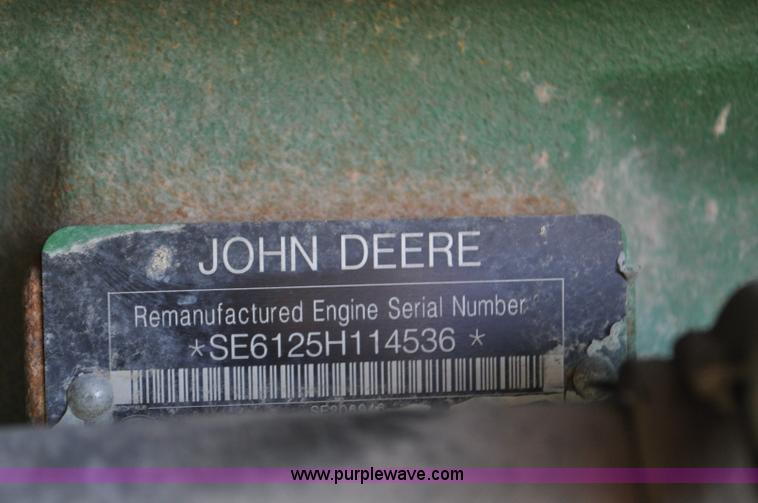 JOHN DEERE
Remanufactured Engine Serial Number
*SE6125H114536 *
www.purplewave.com